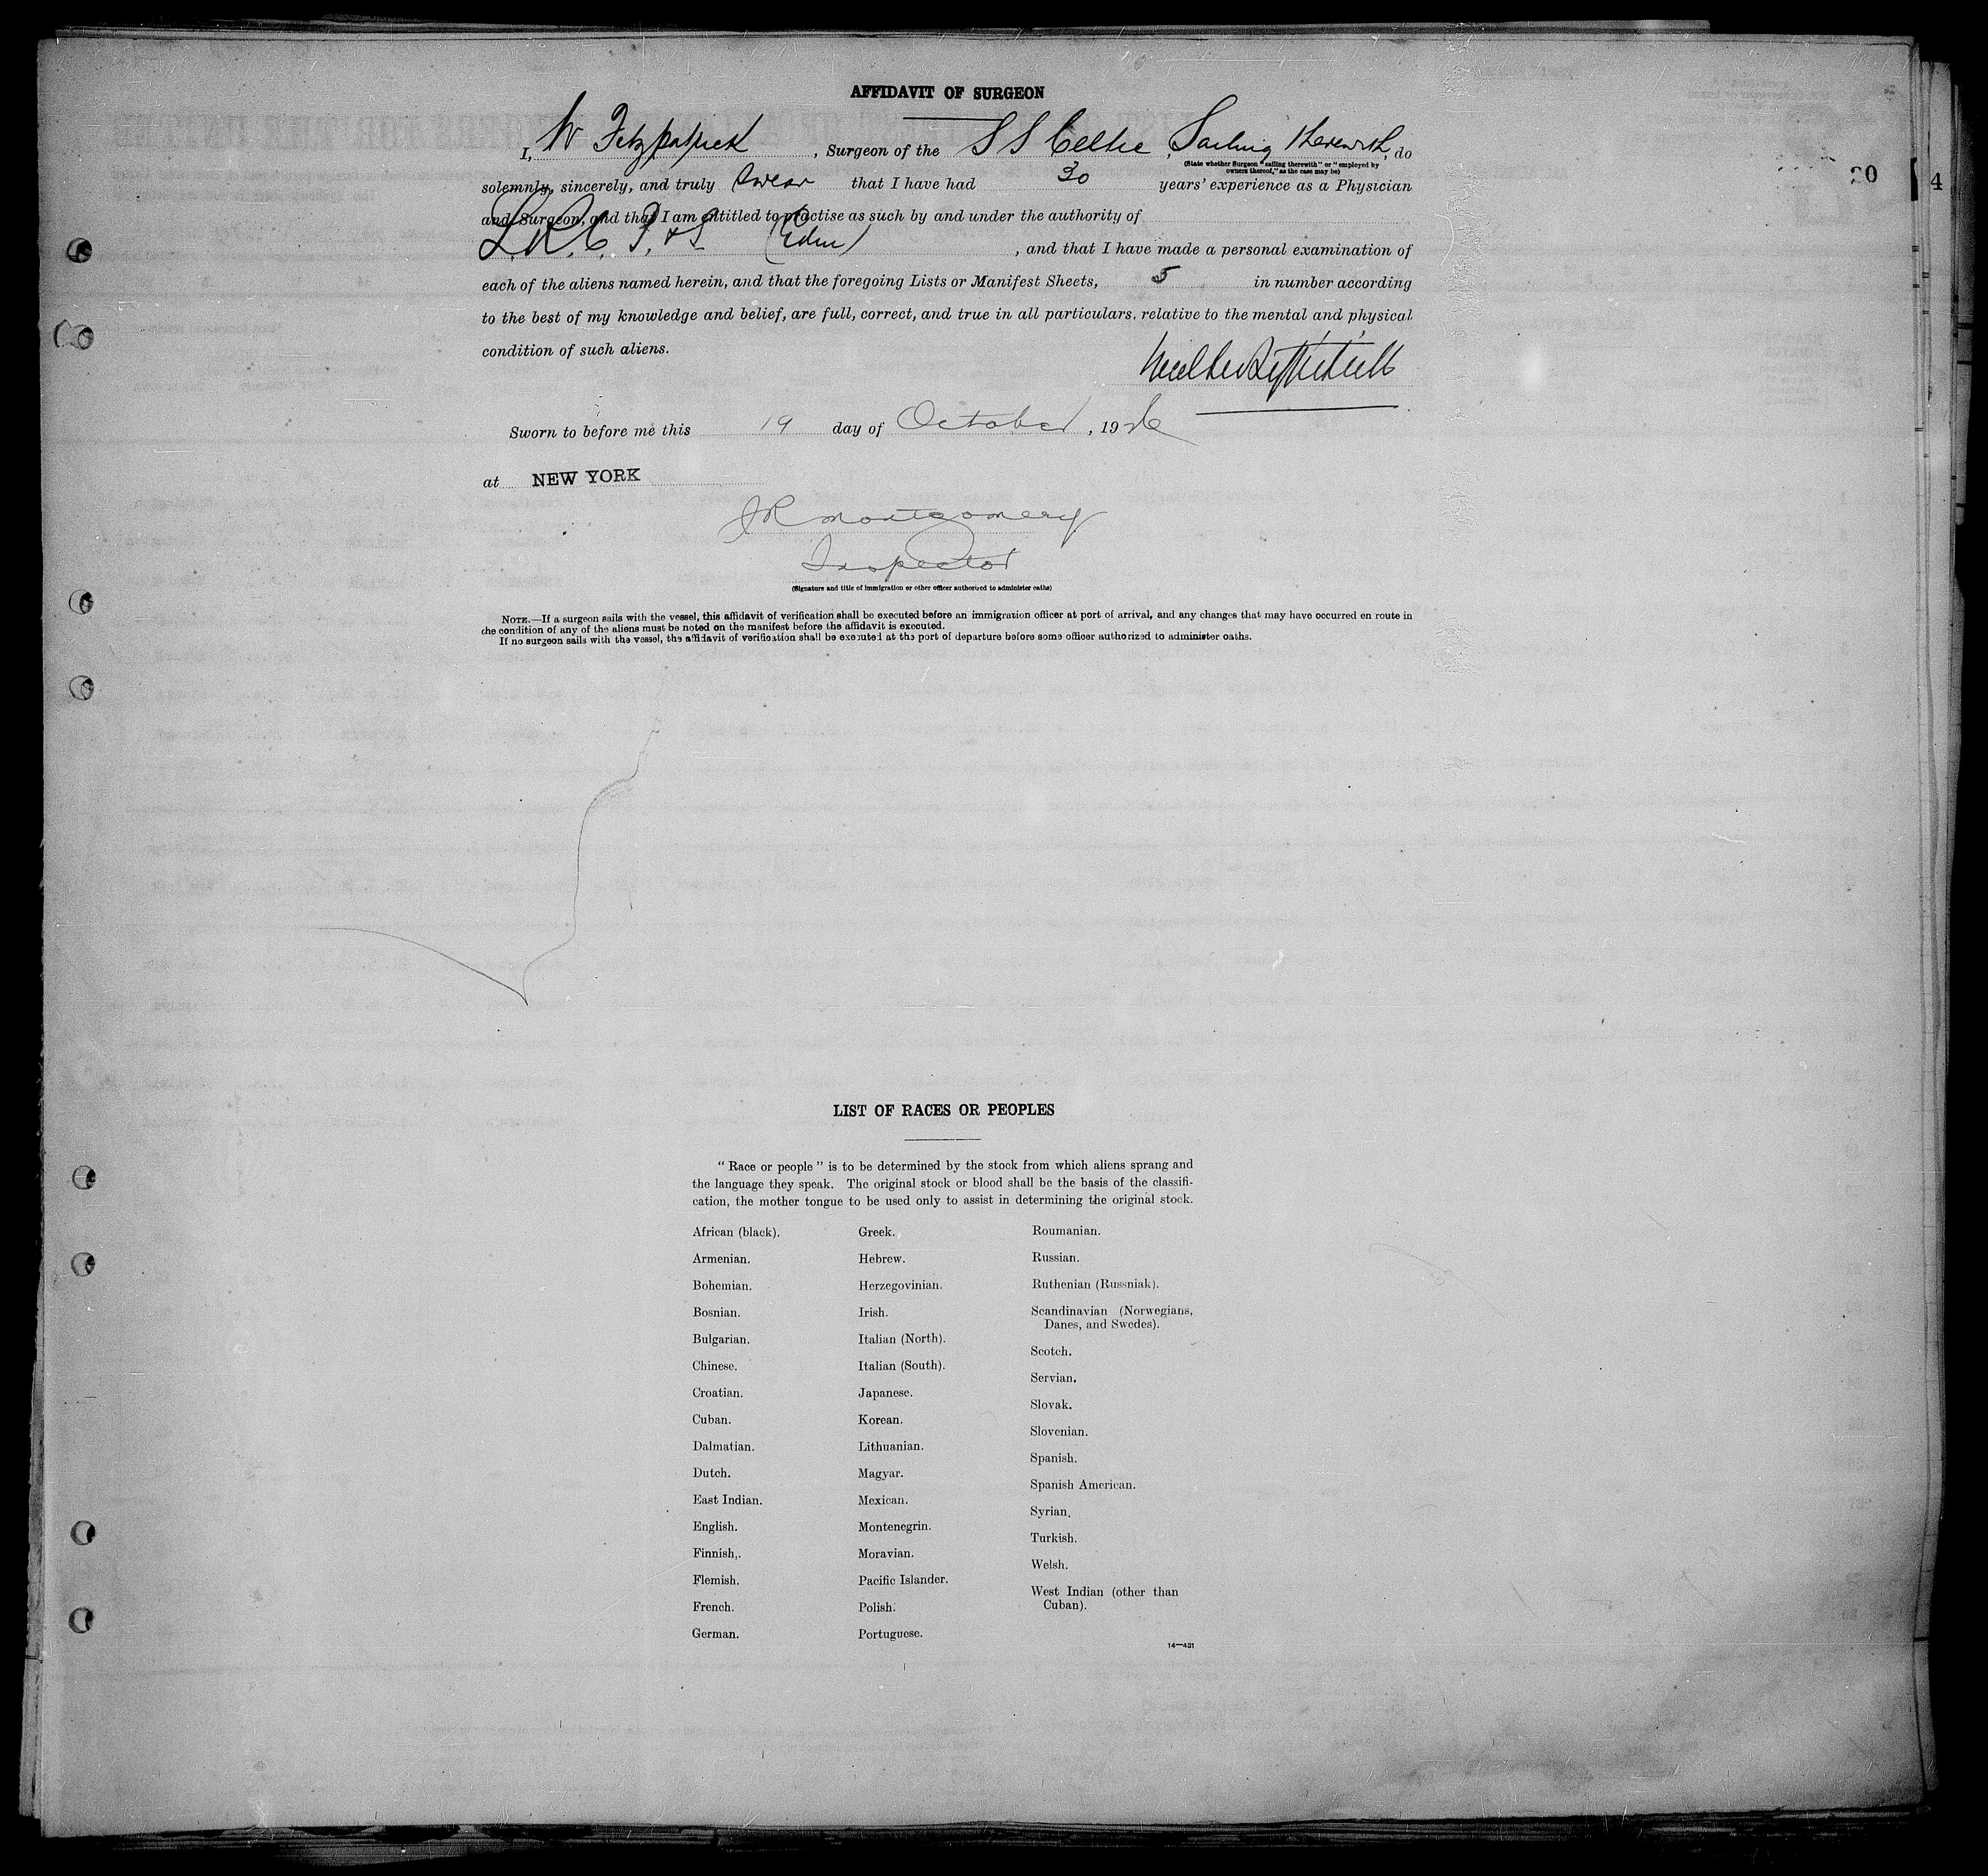 AFFIDAVIT OF SURGEON
I, W Fitzpatrick, Surgeon of the S S Celtic, Sailing therewith, do
(State whether Surgeon "sailing therewith" or "employed by
owners thereof," as the case may be)
solemnly, sincerely, and truly swear that I have had 30 years' experience as a Physician
and Surgeon, and that I am entitled to practise as such by and under the authority of
L.R.C.P. & S (Edin), and that I have made a personal examination of
each of the aliens named herein, and that the foregoing Lists or Manifest Sheets, 5 in number according
to the best of my knowledge and belief, are full, correct, and true in all particulars, relative to the mental and physical
condition of such aliens.
Sworn to before me this 19 day of October, 1926
at NEW YORK
J R Montgomery
Inspector
(Signature and title of immigration or other officer authorized to administer oaths)
NOTE.—If a surgeon sails with the vessel, this affidavit of verification shall be executed before an immigration officer at port of arrival, and any changes that may have occurred en route in
the condition of any of the aliens must be noted on the manifest before the affidavit is executed.
If no surgeon sails with the vessel, the affidavit of verification shall be executed at the port of departure before some officer authorized to administer oaths.
20
4
LIST OF RACES OR PEOPLES
"Race or people" is to be determined by the stock from which aliens sprang and
the language they speak. The original stock or blood shall be the basis of the classifi-
cation, the mother tongue to be used only to assist in determining the original stock.
African (black).
Armenian.
Bohemian.
Bosnian.
Bulgarian.
Chinese.
Croatian.
Cuban.
Dalmatian.
Dutch.
East Indian.
English.
Finnish.
Flemish.
French.
German.
Greek.
Hebrew.
Herzegovinian.
Irish.
Italian (North).
Italian (South).
Japanese.
Korean.
Lithuanian.
Magyar.
Mexican.
Montenegrin.
Moravian.
Pacific Islander.
Polish.
Portuguese.
Roumanian.
Russian.
Ruthenian (Russniak).
Scandinavian (Norwegians,
Danes, and Swedes).
Scotch.
Servian.
Slovak.
Slovenian.
Spanish.
Spanish American.
Syrian.
Turkish.
Welsh.
West Indian (other than
Cuban).
14—431